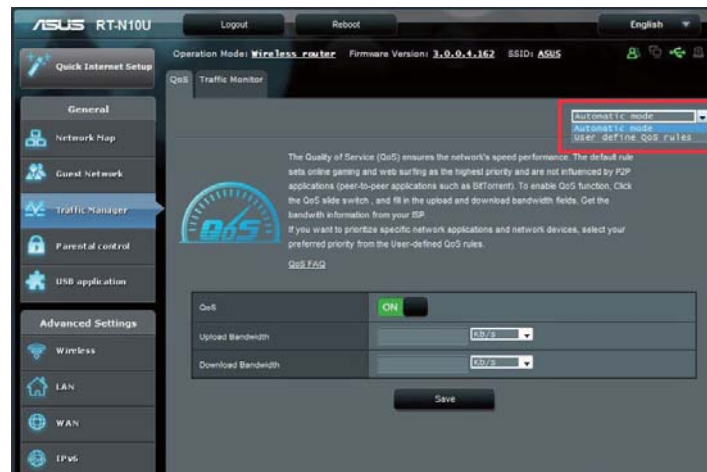 ASUS RT-N10U
Logout
Reboot
English
Quick Internet Setup
Operation Mode: Wireless router Firmware Version: 3.0.0.4.162 SSID: ASUS
QoS
Traffic Monitor
General
Network Map
Guest Network
Traffic Manager
Parental control
USB application
Advanced Settings
Wireless
LAN
WAN
IPv6
Automatic mode
Automatic mode
User define QoS rules
QoS
The Quality of Service (QoS) ensures the network's speed performance. The default rule
sets online gaming and web surfing as the highest priority and are not influenced by P2P
applications (peer-to-peer applications such as BitTorrent). To enable QoS function, Click
the QoS slide switch , and fill in the upload and download bandwidth fields. Get the
bandwith information from your ISP.
If you want to prioritize specific network applications and network devices, select your
preferred priority from the User-defined QoS rules.
QoS FAQ
QoS
ON
Upload Bandwidth
Kb/s
Download Bandwidth
Kb/s
Save